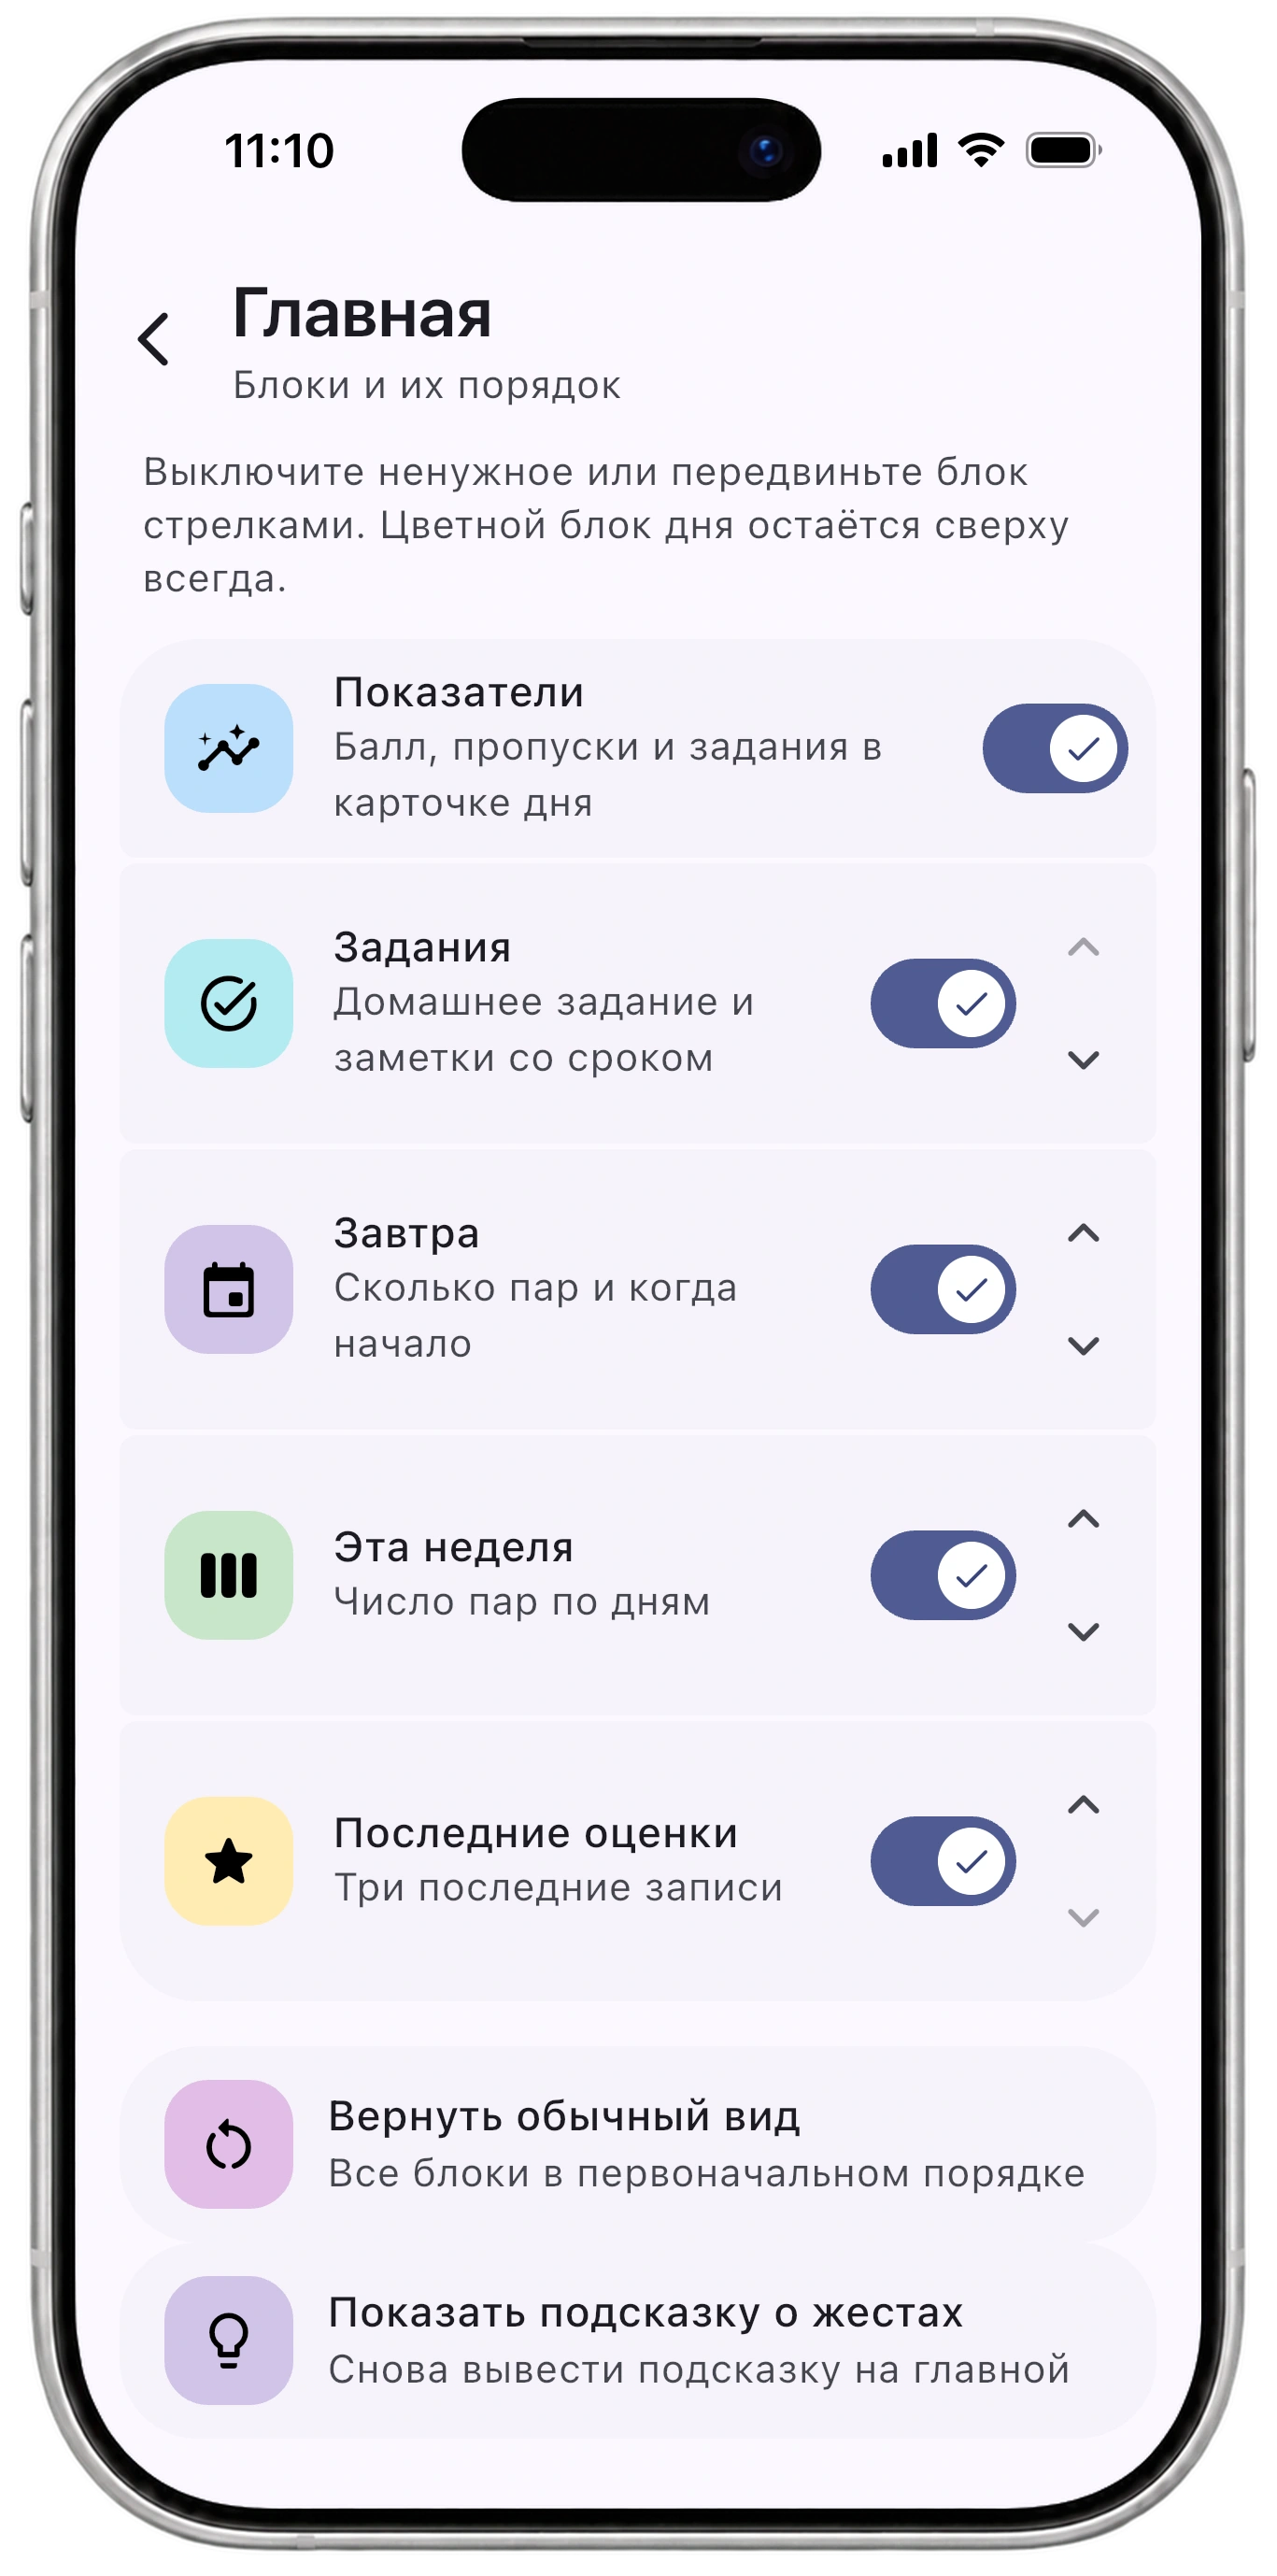 11:10
Главная
Блоки и их порядок
Выключите ненужное или передвиньте блок
стрелками. Цветной блок дня остаётся сверху
всегда.
Показатели
Балл, пропуски и задания в
карточке дня
Задания
Домашнее задание и
заметки со сроком
Завтра
Сколько пар и когда
начало
Эта неделя
Число пар по дням
Последние оценки
Три последние записи
Вернуть обычный вид
Все блоки в первоначальном порядке
Показать подсказку о жестах
Снова вывести подсказку на главной